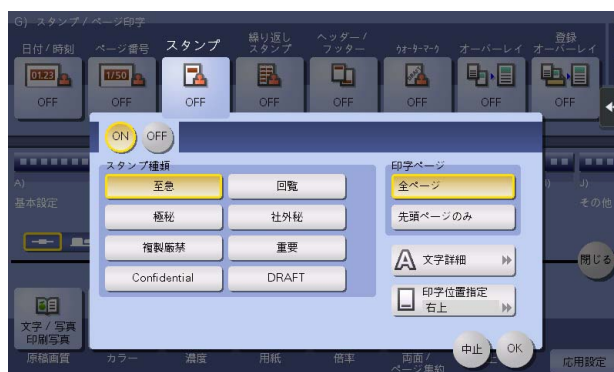 G) スタンプ / ページ印字
日付 / 時刻
ページ番号
スタンプ
繰り返し
スタンプ
ヘッダー /
フッター
ウォーターマーク
オーバーレイ
登録
オーバーレイ
01.23
1/50
OFF
OFF
OFF
OFF
OFF
OFF
OFF
OFF
ON
OFF
スタンプ種類
至急
回覧
極秘
社外秘
複製厳禁
重要
Confidential
DRAFT
印字ページ
全ページ
先頭ページのみ
A 文字詳細
印字位置指定
右上
中止
OK
A)
基本設定
I)
J)
その他
閉じる
文字 / 写真
印刷写真
原稿画質
カラー
濃度
用紙
倍率
両面 /
ページ集約
応用設定